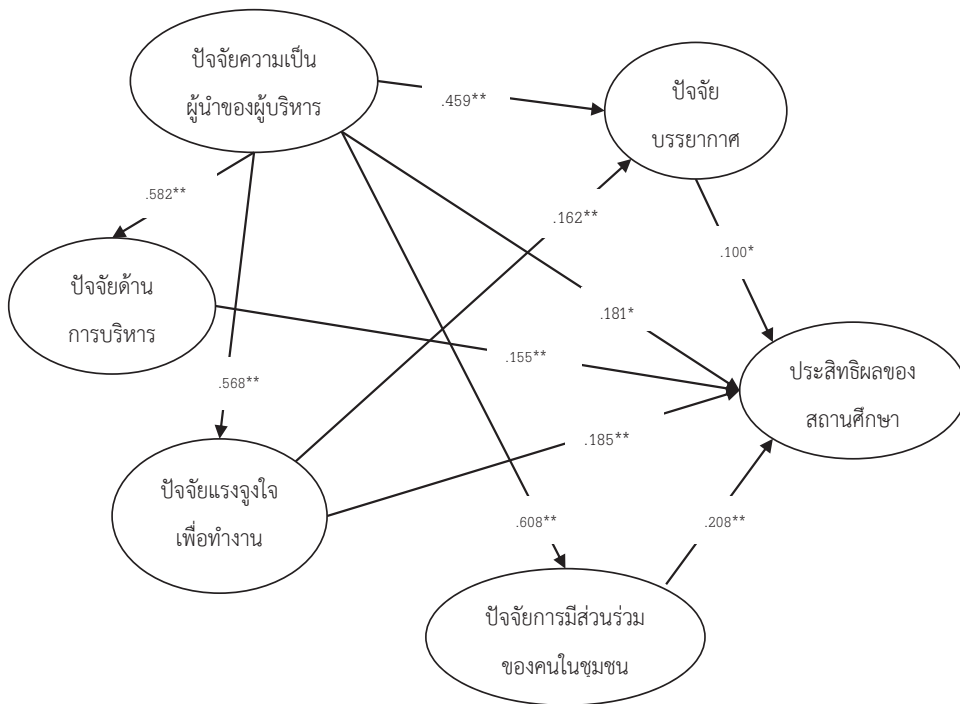 ปัจจัยความเป็น
ผู้นำของผู้บริหาร
ปัจจัย
บรรยากาศ
.459**
.582**
.162**
.100*
ปัจจัยด้าน
การบริหาร
.181*
.155**
ประสิทธิผลของ
สถานศึกษา
.568**
.185**
ปัจจัยแรงจูงใจ
เพื่อทำงาน
.608**
.208**
ปัจจัยการมีส่วนร่วม
ของคนในชุมชน